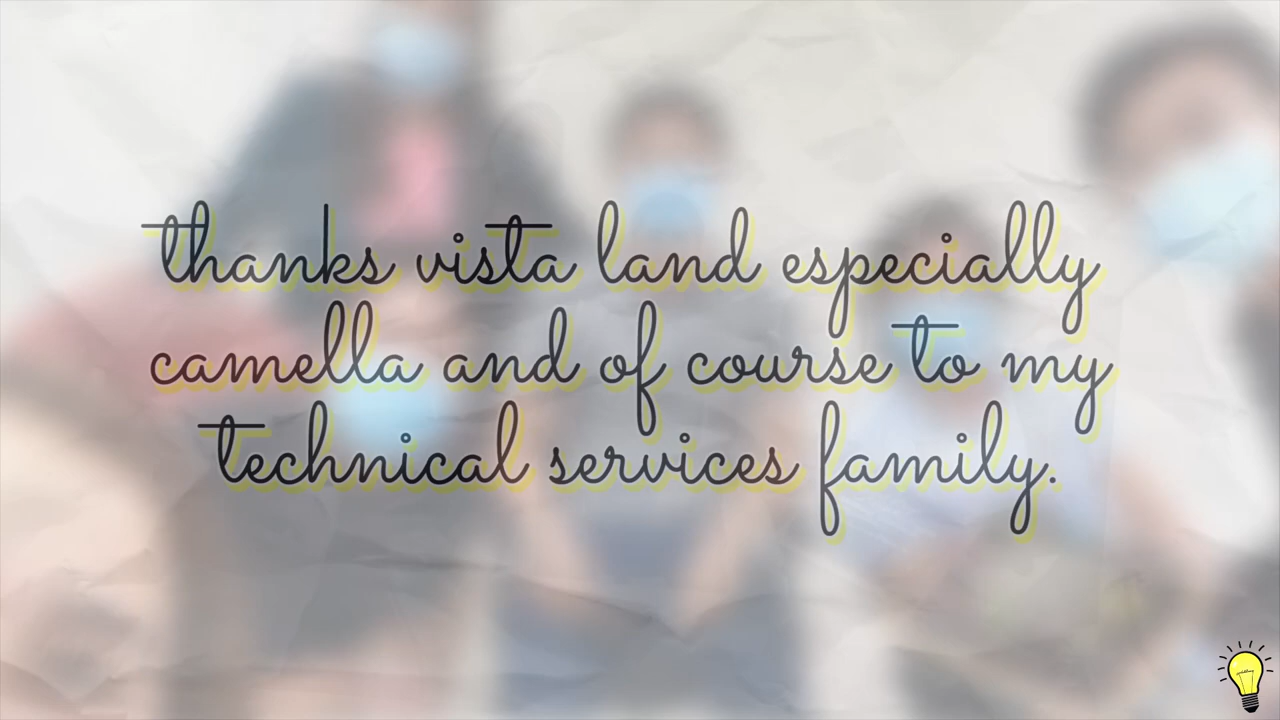 thanks vista land especially
camella and of course to my
technical services family.